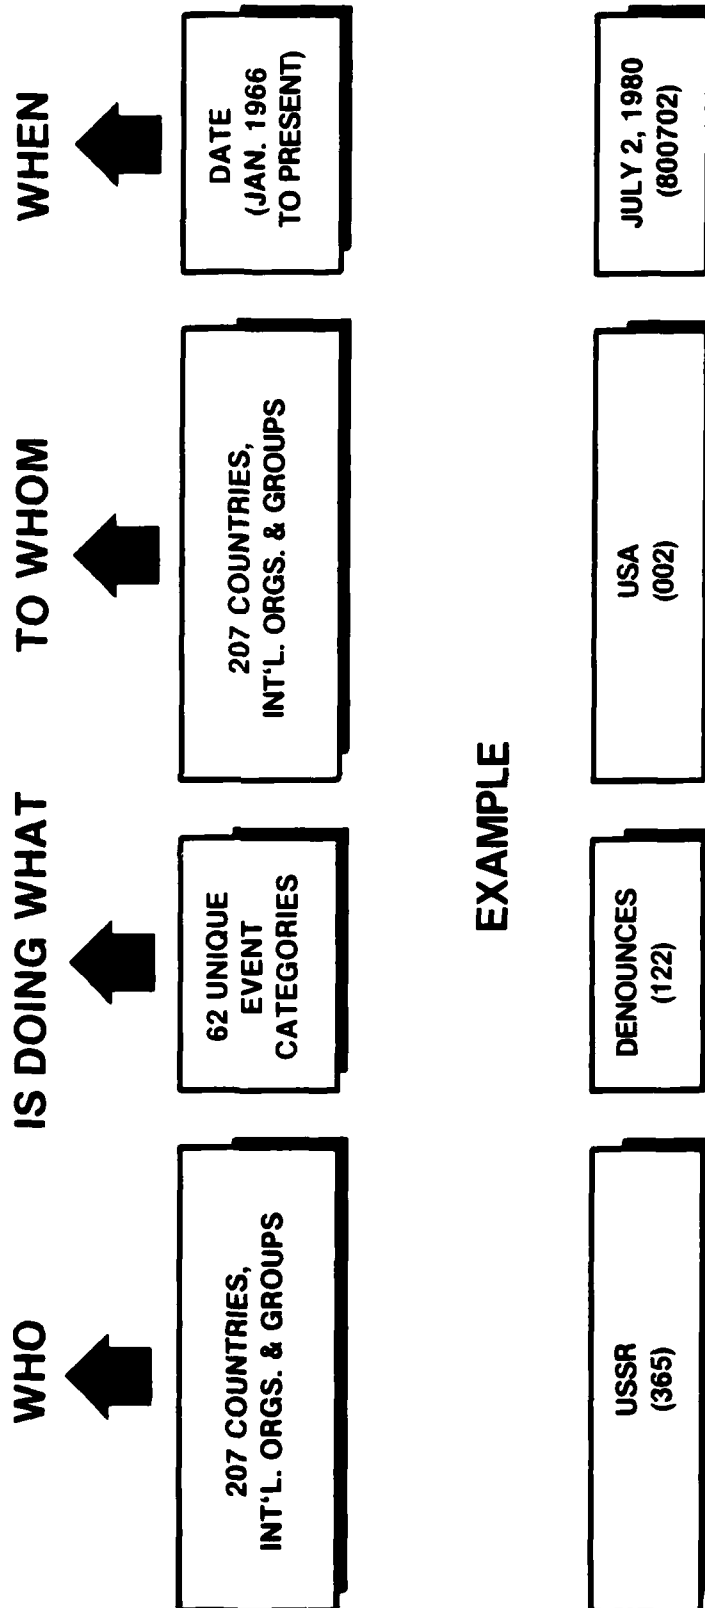 WHO
IS DOING WHAT
TO WHOM
WHEN
207 COUNTRIES,
INT'L. ORGS. & GROUPS
62 UNIQUE
EVENT
CATEGORIES
207 COUNTRIES,
INT'L. ORGS. & GROUPS
DATE
(JAN. 1966
TO PRESENT)
EXAMPLE
USSR
(365)
DENOUNCES
(122)
USA
(002)
JULY 2, 1980
(800702)